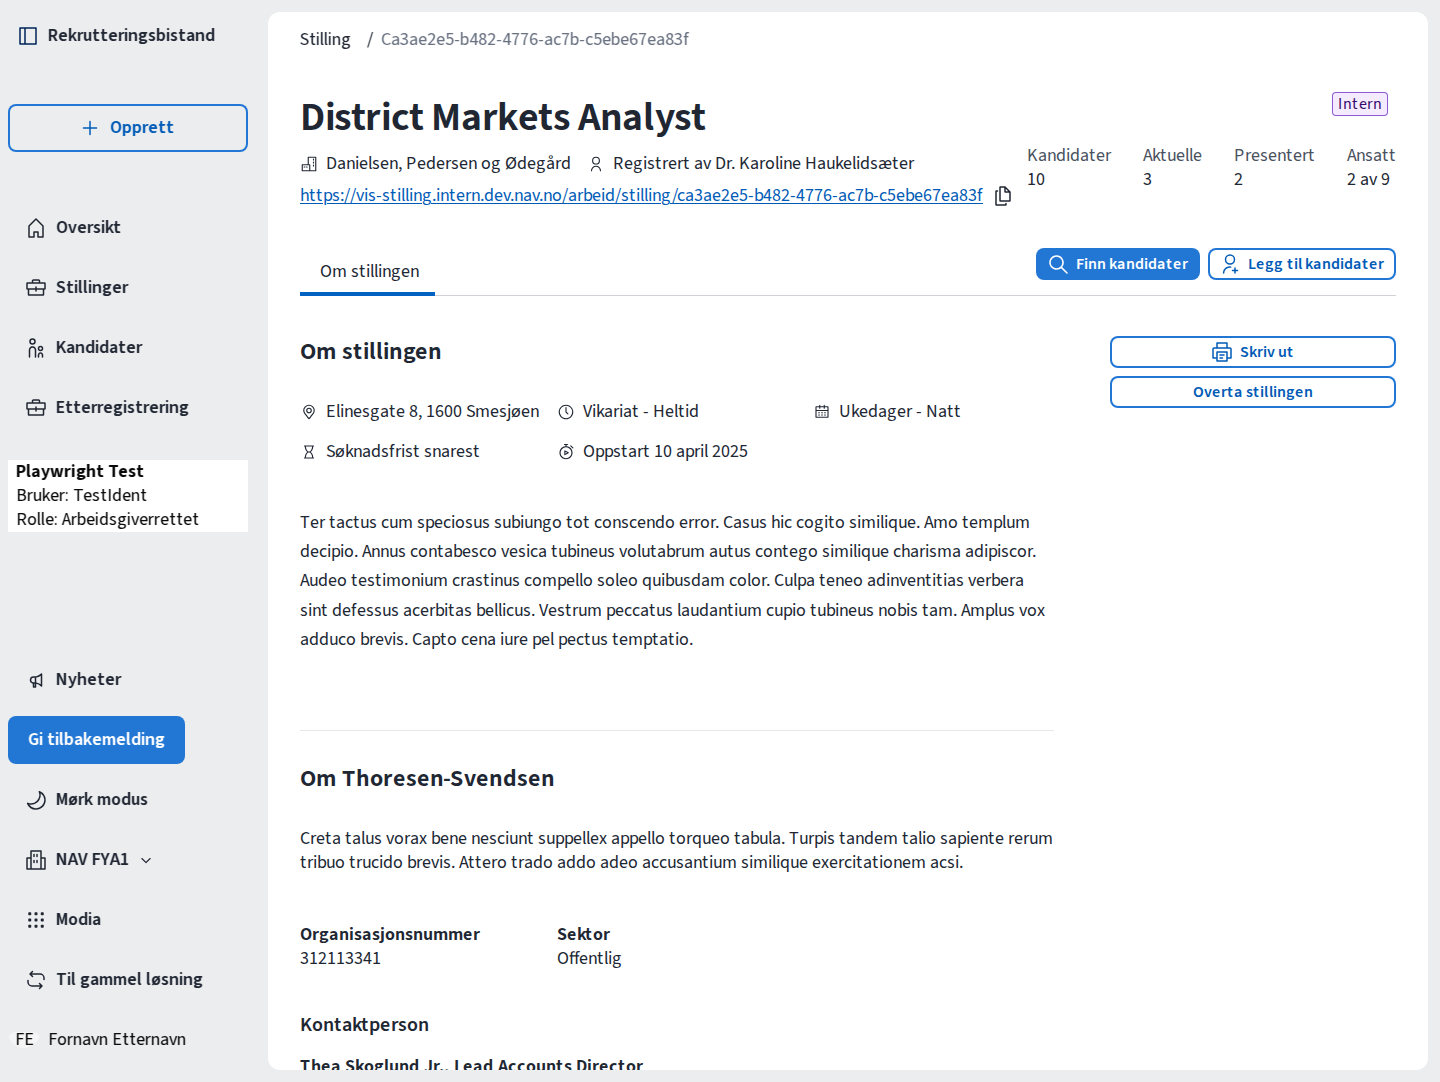 Rekrutteringsbistand
Opprett
Oversikt
Stillinger
Kandidater
Etterregistrering
Playwright Test
Bruker: TestIdent
Rolle: Arbeidsgiverrettet
Nyheter
Gi tilbakemelding
Mørk modus
NAV FYA1
Modia
Til gammel løsning
FE Fornavn Etternavn
Stilling / Ca3ae2e5-b482-4776-ac7b-c5ebe67ea83f
District Markets Analyst
Intern
Danielsen, Pedersen og Ødegård Registrert av Dr. Karoline Haukelidsæter
https://vis-stilling.intern.dev.nav.no/arbeid/stilling/ca3ae2e5-b482-4776-ac7b-c5ebe67ea83f
Kandidater Aktuelle Presentert Ansatt
10 3 2 2 av 9
Om stillingen
Finn kandidater Legg til kandidater
Om stillingen
Skriv ut
Overta stillingen
Elinesgate 8, 1600 Smesjøen Vikariat - Heltid Ukedager - Natt
Søknadsfrist snarest Oppstart 10 april 2025
Ter tactus cum speciosus subiungo tot conscendo error. Casus hic cogito similique. Amo templum
decipio. Annus contabesco vesica tubineus volutabrum autus contego similique charisma adipiscor.
Audeo testimonium crastinus compello soleo quibusdam color. Culpa teneo adinventitias verbera
sint defessus acerbitas bellicus. Vestrum peccatus laudantium cupio tubineus nobis tam. Amplus vox
adduco brevis. Capto cena iure pel pectus temptatio.
Om Thoresen-Svendsen
Creta talus vorax bene nesciunt suppellex appello torqueo tabula. Turpis tandem talio sapiente rerum
tribuo trucido brevis. Attero trado addo adeo accusantium similique exercitationem acsi.
Organisasjonsnummer Sektor
312113341 Offentlig
Kontaktperson
Thea Skoglund Jr., Lead Accounts Director